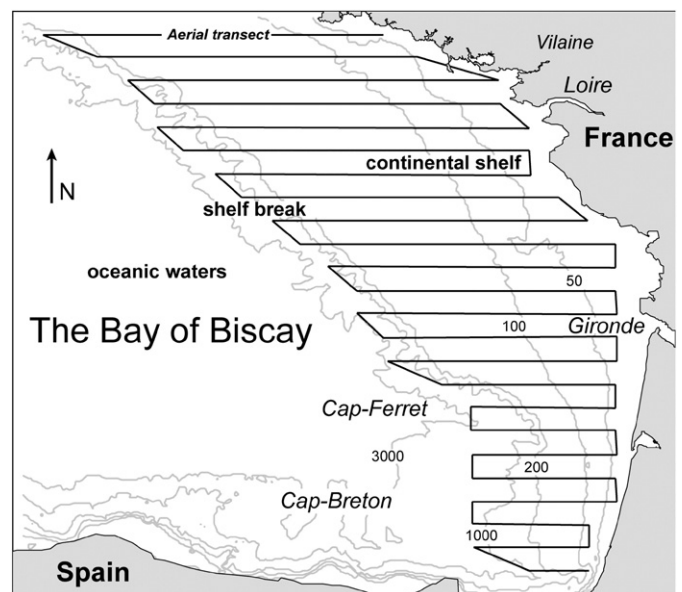 Aerial transect
Vilaine
Loire
France
continental shelf
N
shelf break
oceanic waters
50
The Bay of Biscay
100
Gironde
Cap-Ferret
3000
200
Cap-Breton
1000
Spain